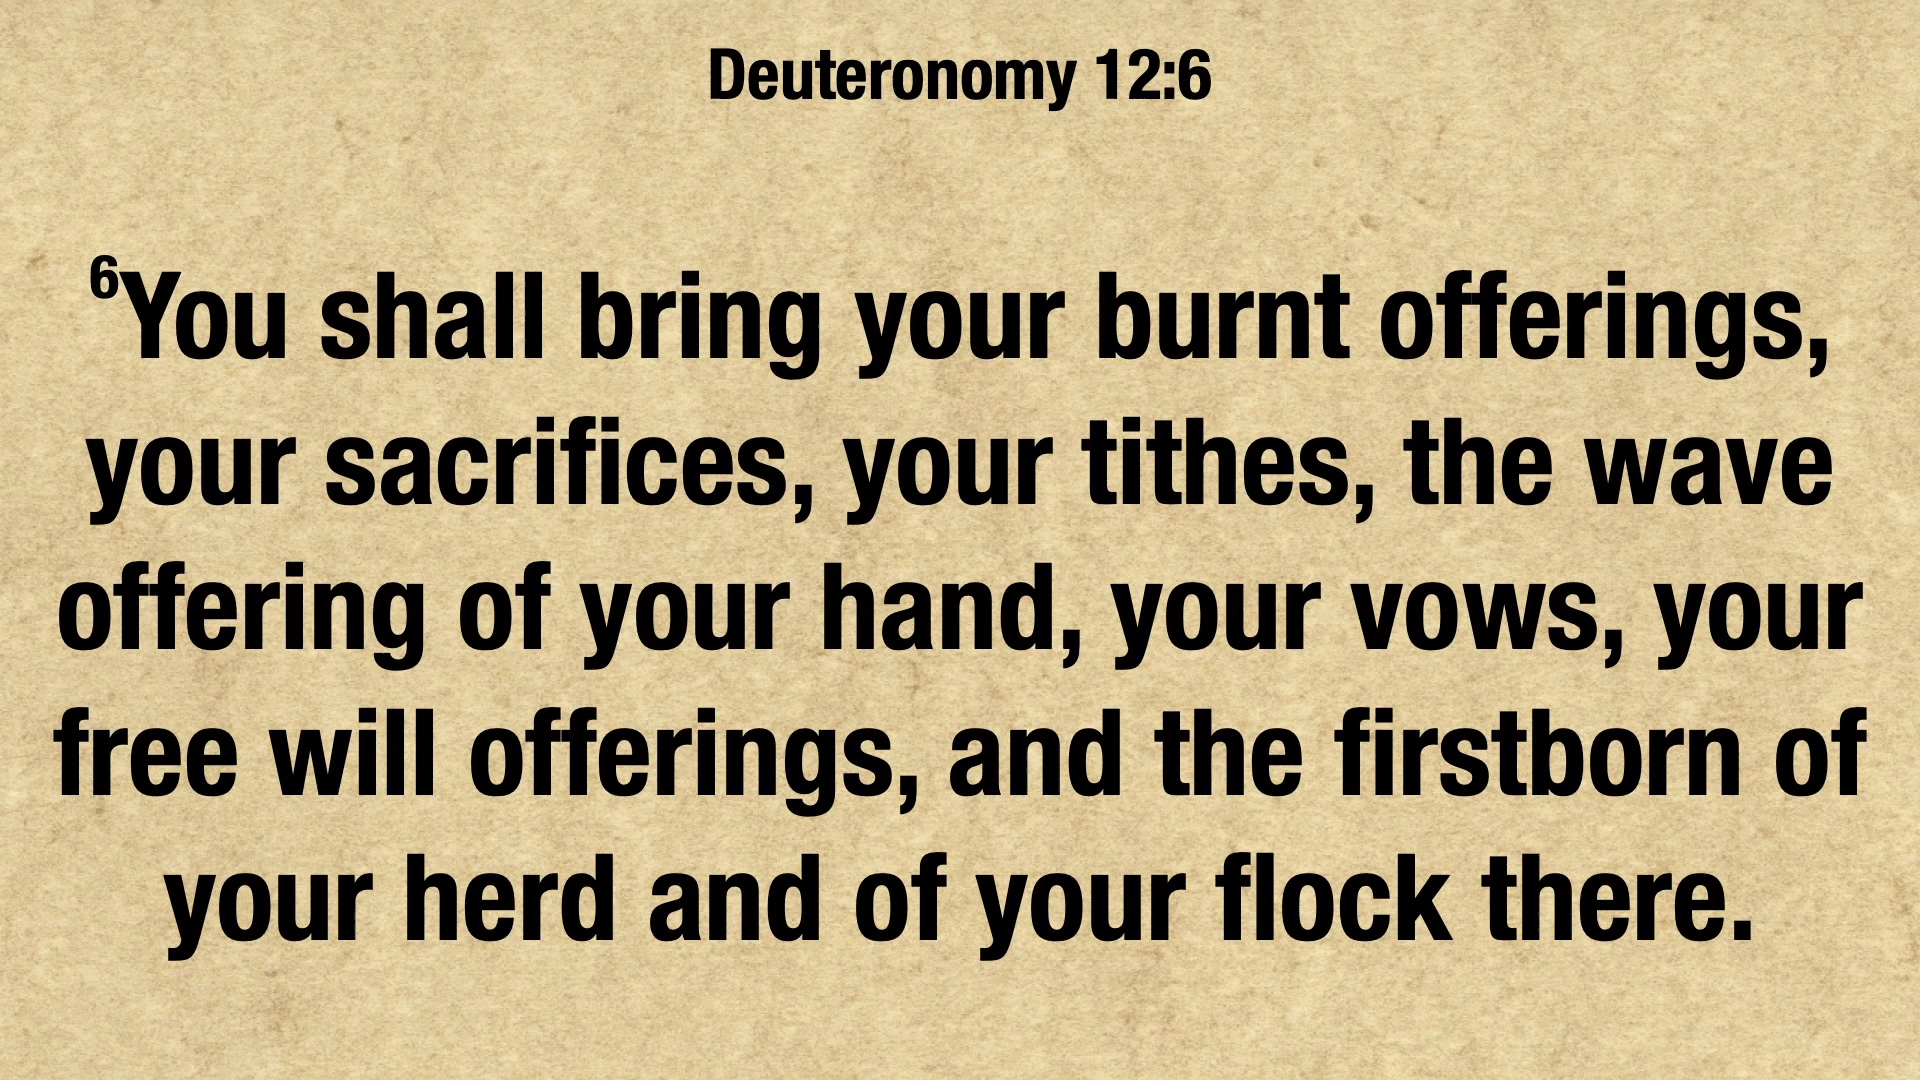 Deuteronomy 12:6
6You shall bring your burnt offerings,
your sacrifices, your tithes, the wave
offering of your hand, your vows, your
free will offerings, and the firstborn of
your herd and of your flock there.